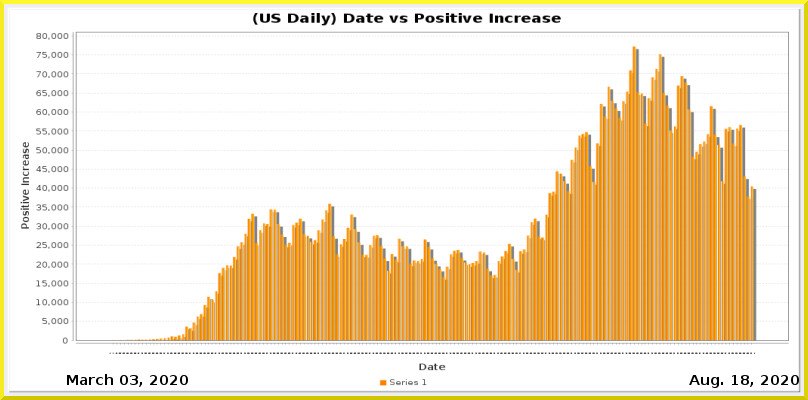 (US Daily) Date vs Positive Increase
80,000
75,000
70,000
65,000
60,000
55,000
50,000
45,000
40,000
35,000
30,000
25,000
20,000
15,000
10,000
5,000
0
Positive Increase
Date
March 03, 2020
Aug. 18, 2020
Series 1